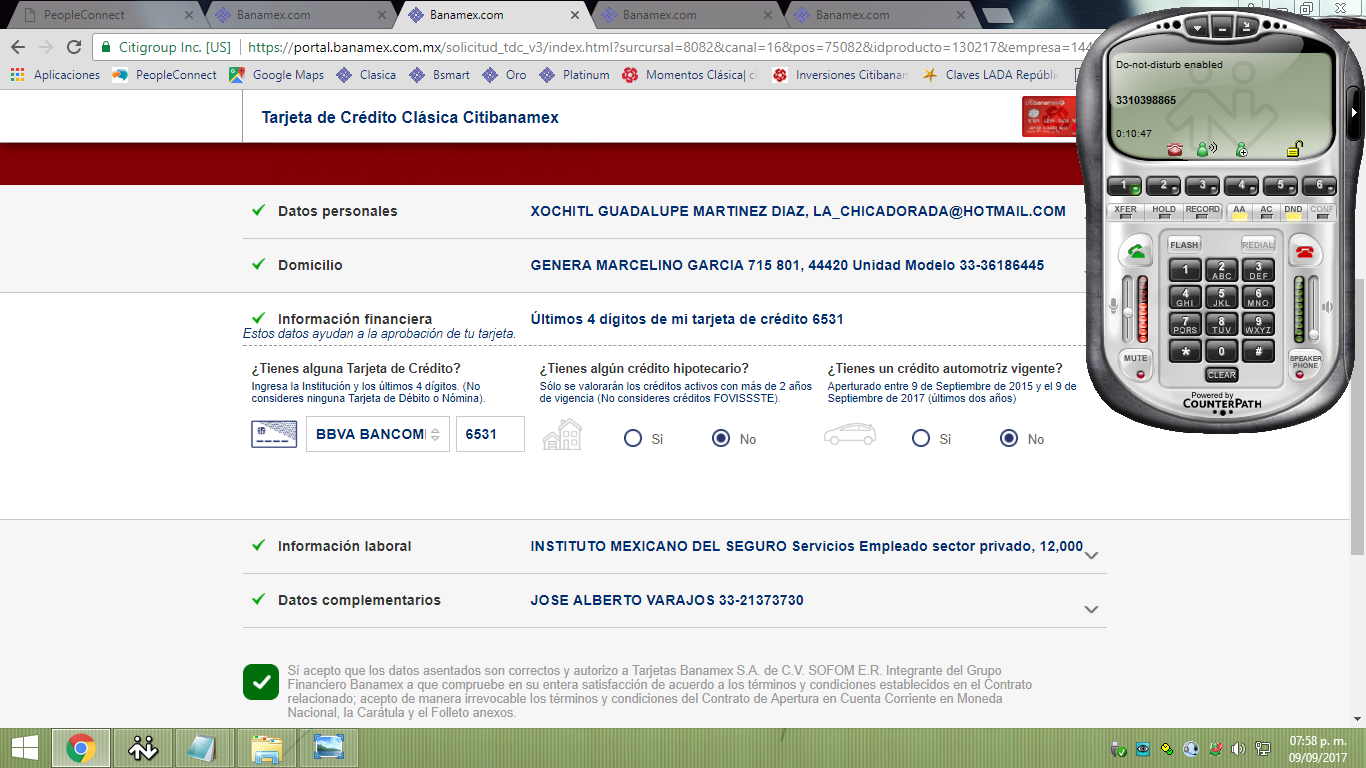 PeopleConnect
Banamex.com
Banamex.com
Banamex.com
Banamex.com
Citigroup Inc. [US]
https://portal.banamex.com.mx/solicitud_tdc_v3/index.html?sursucal=8082&canal=16&pos=75082&idproducto=130217&empresa=144
Aplicaciones
PeopleConnect
Google Maps
Clasica
Bsmart
Oro
Platinum
Momentos Clásica|
Inversiones Citibanam
Claves LADA Repúbli
Tarjeta de Crédito Clásica Citibanamex
Datos personales
XOCHITL GUADALUPE MARTINEZ DIAZ, LA_CHICADORADA@HOTMAIL.COM
Domicilio
GENERA MARCELINO GARCIA 715 801, 44420 Unidad Modelo 33-36186445
Información financiera
Últimos 4 dígitos de mi tarjeta de crédito 6531
Estos datos ayudan a la aprobación de tu tarjeta.
¿Tienes alguna Tarjeta de Crédito?
Ingresa la Institución y los últimos 4 dígitos. (No
consideres ninguna Tarjeta de Débito o Nómina).
BBVA BANCOM
6531
¿Tienes algún crédito hipotecario?
Sólo se valorarán los créditos activos con más de 2 años
de vigencia (No consideres créditos FOVISSSTE).
Si
No
¿Tienes un crédito automotriz vigente?
Aperturado entre 9 de Septiembre de 2015 y el 9 de
Septiembre de 2017 (últimos dos años)
Si
No
Información laboral
INSTITUTO MEXICANO DEL SEGURO Servicios Empleado sector privado, 12,000
Datos complementarios
JOSE ALBERTO VARAJOS 33-21373730
Sí acepto que los datos asentados son correctos y autorizo a Tarjetas Banamex S.A. de C.V. SOFOM E.R. Integrante del Grupo
Financiero Banamex a que compruebe en su entera satisfacción de acuerdo a los términos y condiciones establecidos en el Contrato
relacionado; acepto de manera irrevocable los términos y condiciones del Contrato de Apertura en Cuenta Corriente en Moneda
Nacional, la Carátula y el Folleto anexos.
Do-not-disturb enabled
3310398865
0:10:47
1 2 3 4 5 6
XFER HOLD RECORD AA AC DND CONF
FLASH REDIAL
1 2 ABC 3 DEF
4 GHI 5 JKL 6 MNO
7 PQRS 8 TUV 9 WXYZ
* 0 #
MUTE
SPEAKER
PHONE
CLEAR
Powered by
COUNTERPATH
07:58 p. m.
09/09/2017